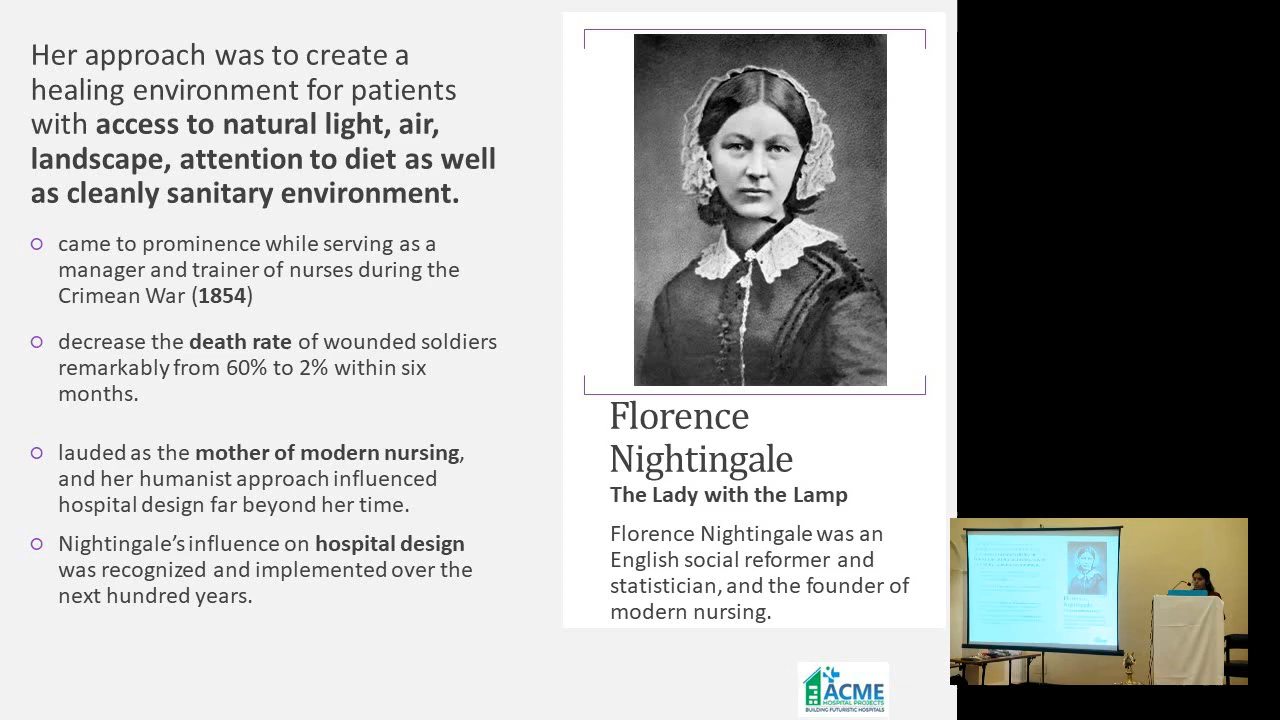 Her approach was to create a
healing environment for patients
with access to natural light, air,
landscape, attention to diet as well
as cleanly sanitary environment.
came to prominence while serving as a
manager and trainer of nurses during the
Crimean War (1854)
decrease the death rate of wounded soldiers
remarkably from 60% to 2% within six
months.
lauded as the mother of modern nursing,
and her humanist approach influenced
hospital design far beyond her time.
Nightingale's influence on hospital design
was recognized and implemented over the
next hundred years.
Florence
Nightingale
The Lady with the Lamp
Florence Nightingale was an
English social reformer and
statistician, and the founder of
modern nursing.
ACME
HOSPITAL PROJECTS
BUILDING FUTURISTIC HOSPITALS